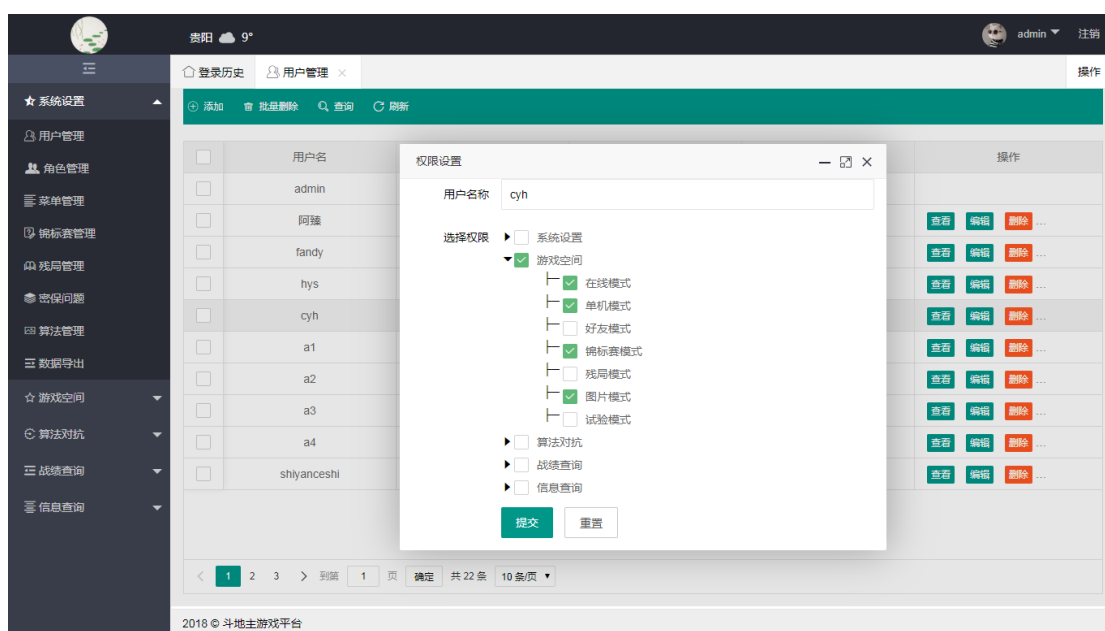 贵阳 9° admin 注销
登录历史 用户管理 操作
系统设置
添加 批量删除 查询 刷新
用户管理
角色管理
菜单管理
锦标赛管理
残局管理
密保问题
算法管理
数据导出
游戏空间
算法对抗
战绩查询
信息查询
用户名 操作
admin
阿臻 查看 编辑 删除 ...
fandy 查看 编辑 删除 ...
hys 查看 编辑 删除 ...
cyh 查看 编辑 删除 ...
a1 查看 编辑 删除 ...
a2 查看 编辑 删除 ...
a3 查看 编辑 删除 ...
a4 查看 编辑 删除 ...
shiyanceshi 查看 编辑 删除 ...
权限设置
用户名称 cyh
选择权限 系统设置
游戏空间
在线模式
单机模式
好友模式
锦标赛模式
残局模式
图片模式
试验模式
算法对抗
战绩查询
信息查询
提交 重置
1 2 3 到第 1 页 确定 共 22 条 10 条/页
2018 © 斗地主游戏平台